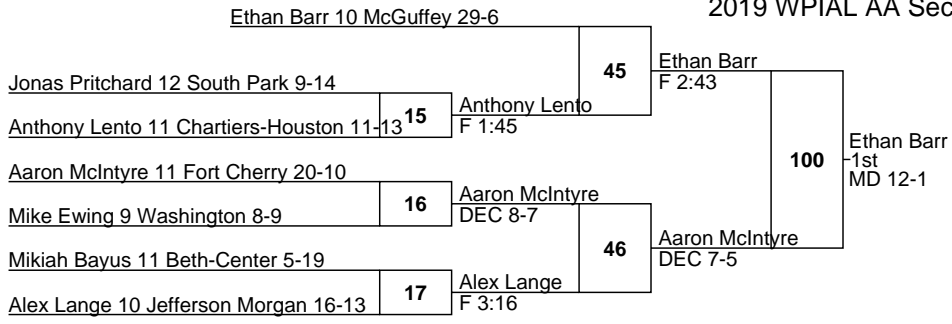 2019 WPIAL AA Sec
Ethan Barr 10 McGuffey 29-6
45
Ethan Barr
F 2:43
Jonas Pritchard 12 South Park 9-14
15
Anthony Lento
F 1:45
Anthony Lento 11 Chartiers-Houston 11-13
100
Ethan Barr
1st
MD 12-1
Aaron McIntyre 11 Fort Cherry 20-10
16
Aaron McIntyre
DEC 8-7
Mike Ewing 9 Washington 8-9
46
Aaron McIntyre
DEC 7-5
Mikiah Bayus 11 Beth-Center 5-19
17
Alex Lange
F 3:16
Alex Lange 10 Jefferson Morgan 16-13